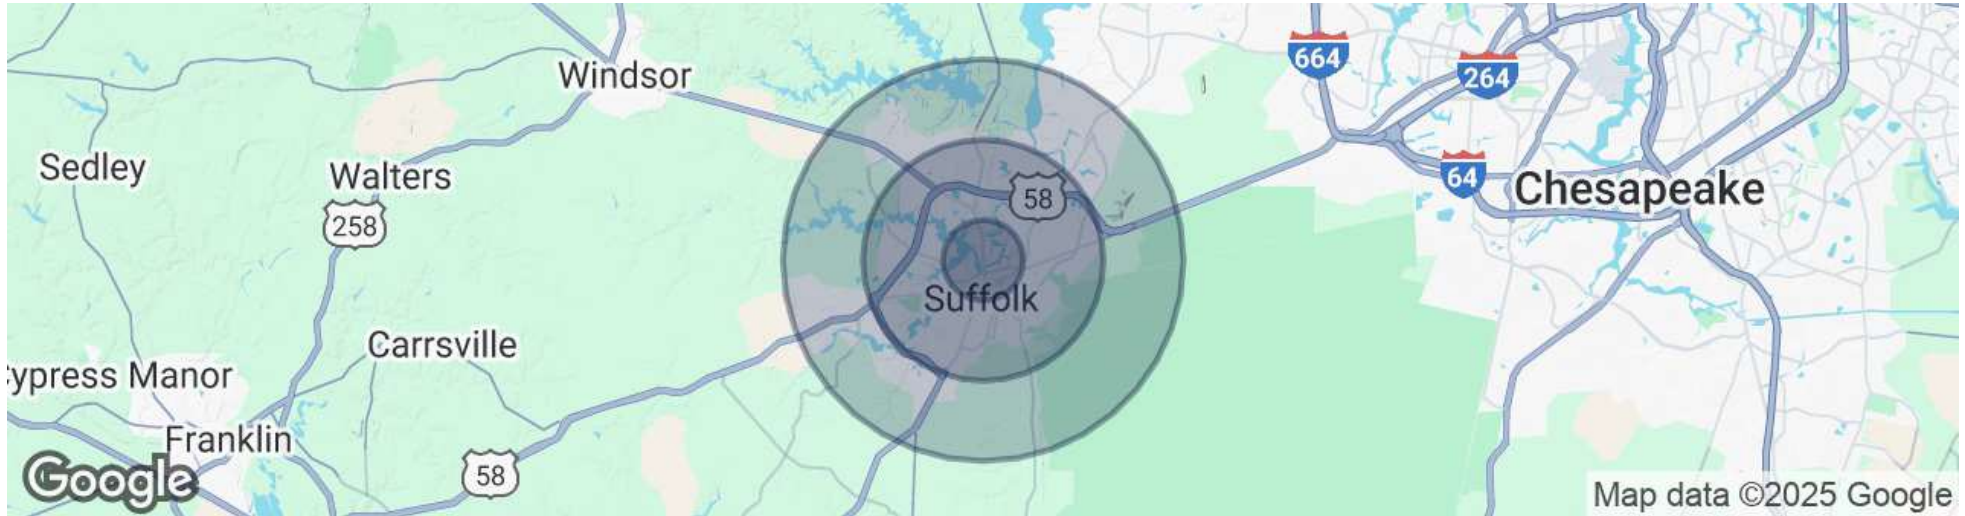 664
264
Windsor
Sedley
Walters
64
Chesapeake
58
258
Suffolk
Carrsville
ypress Manor
Franklin
58
Google
Map data ©2025 Google